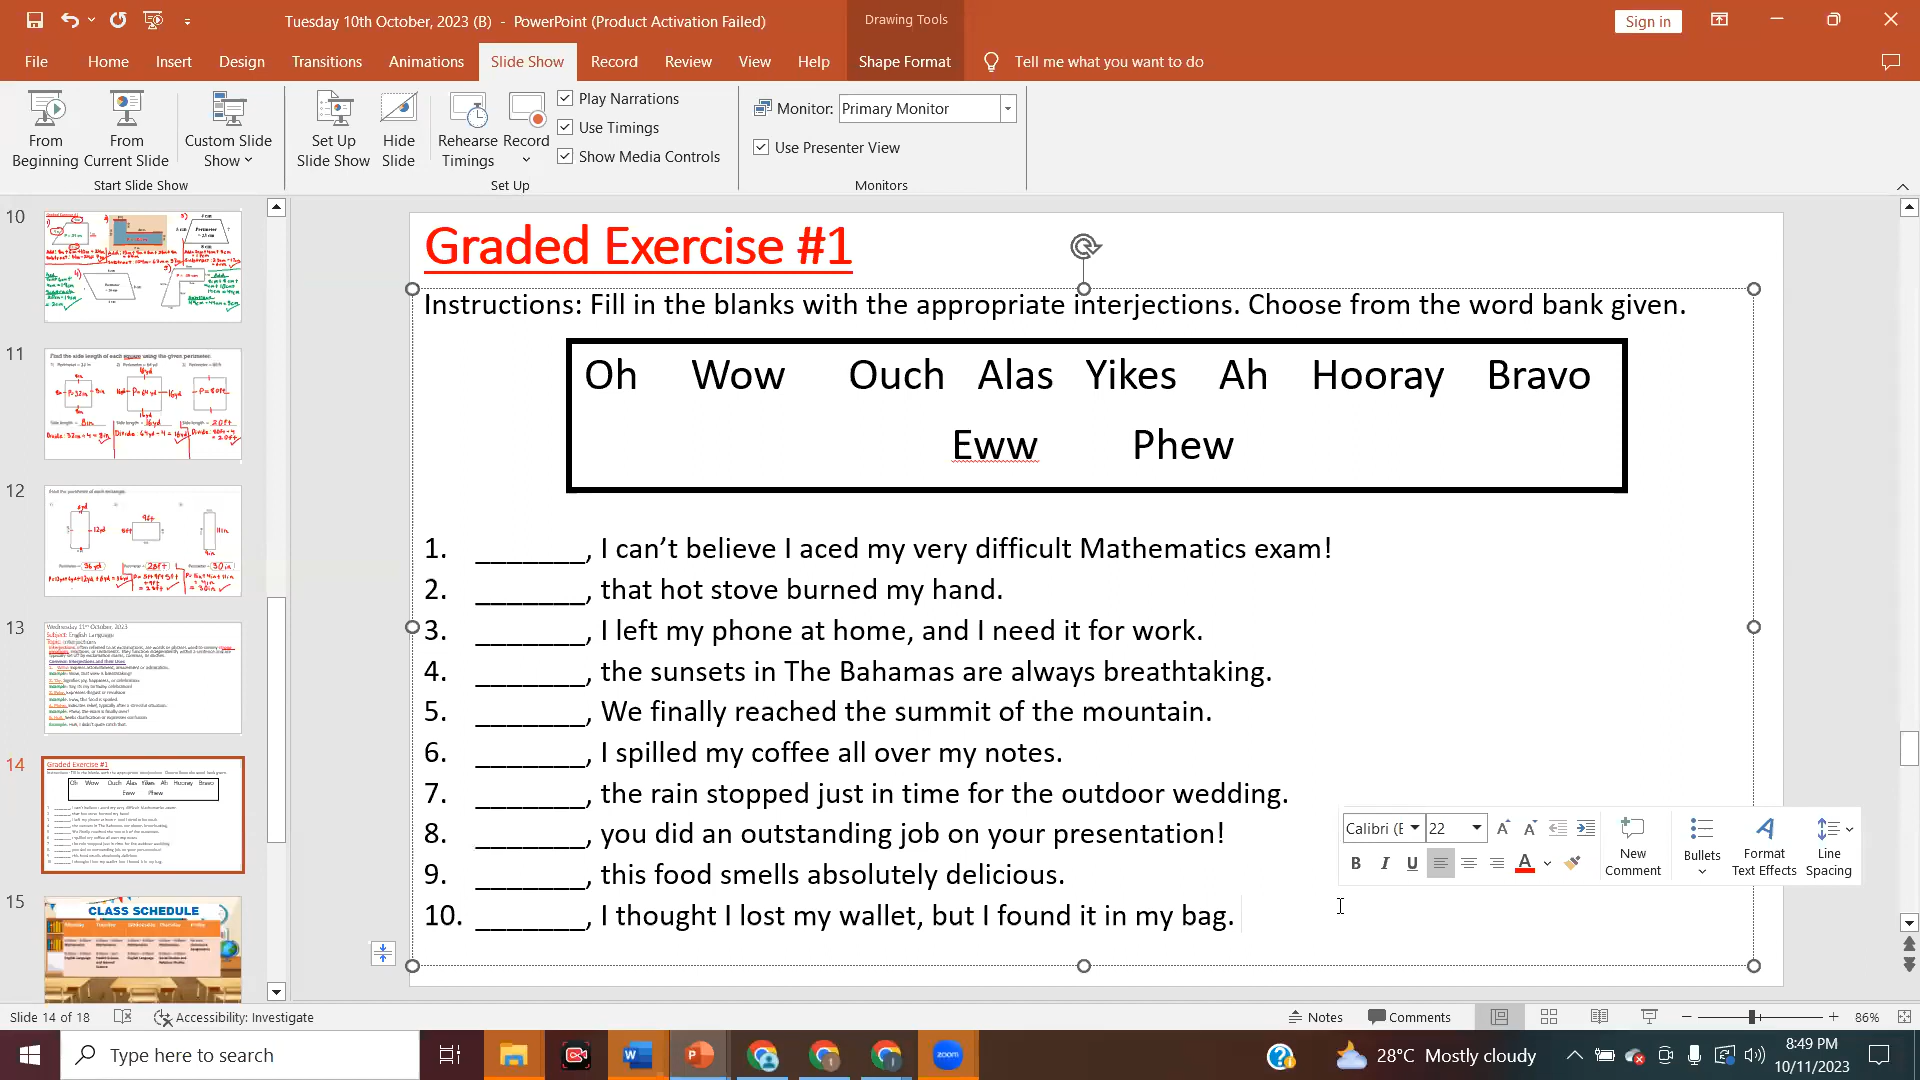 Tuesday 10th October, 2023 (B) - PowerPoint (Product Activation Failed)
Drawing Tools
Sign in
File Home Insert Design Transitions Animations Slide Show Record Review View Help Shape Format Tell me what you want to do
From Beginning
From Current Slide
Custom Slide Show
Set Up Slide Show
Hide Slide
Rehearse Timings
Record
Play Narrations
Use Timings
Show Media Controls
Monitor: Primary Monitor
Use Presenter View
Start Slide Show
Set Up
Monitors
10
11
12
13
14
15
CLASS SCHEDULE
Graded Exercise #1
Instructions: Fill in the blanks with the appropriate interjections. Choose from the word bank given.
Oh Wow Ouch Alas Yikes Ah Hooray Bravo
Eww Phew
1. _______, I can’t believe I aced my very difficult Mathematics exam!
2. _______, that hot stove burned my hand.
3. _______, I left my phone at home, and I need it for work.
4. _______, the sunsets in The Bahamas are always breathtaking.
5. _______, We finally reached the summit of the mountain.
6. _______, I spilled my coffee all over my notes.
7. _______, the rain stopped just in time for the outdoor wedding.
8. _______, you did an outstanding job on your presentation!
9. _______, this food smells absolutely delicious.
10. _______, I thought I lost my wallet, but I found it in my bag.
Calibri (E 22
B I U A
New Comment
Bullets
Format Text Effects
Line Spacing
Slide 14 of 18
Accessibility: Investigate
Notes
Comments
86%
Type here to search
zoom
28°C Mostly cloudy
8:49 PM
10/11/2023